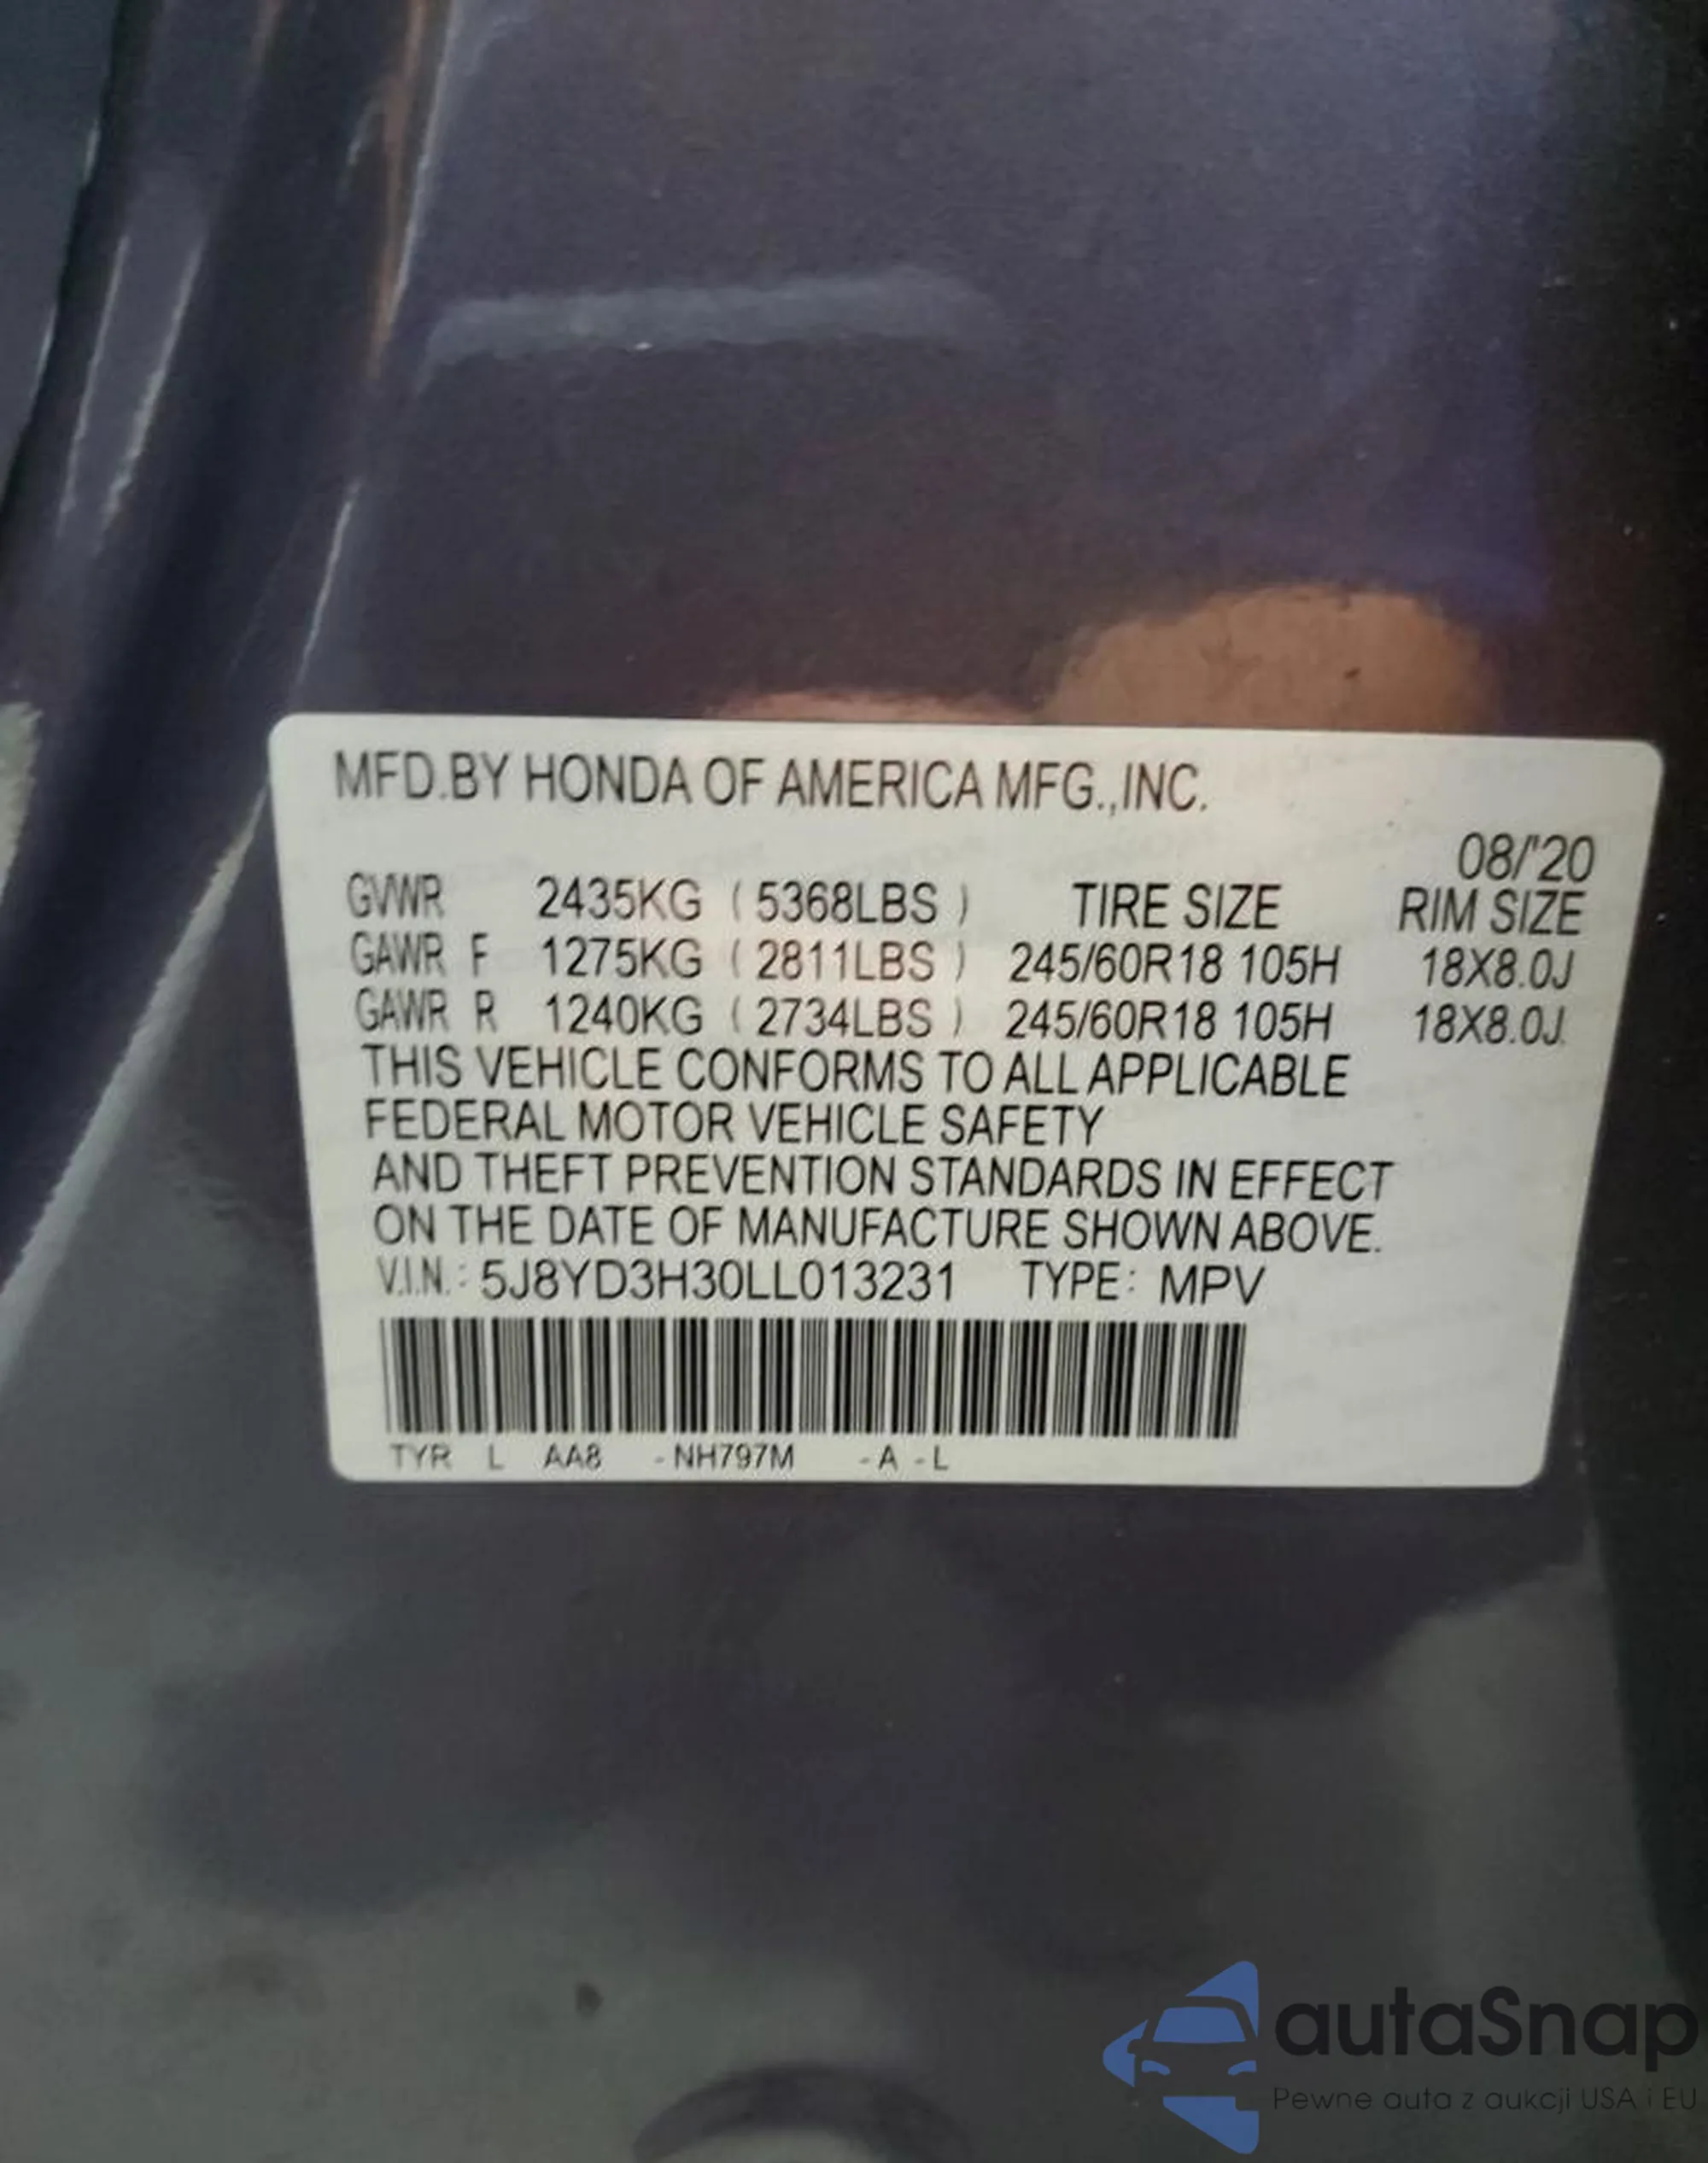 MFD.BY HONDA OF AMERICA MFG.,INC.
08/'20
GVWR 2435KG ( 5368LBS ) TIRE SIZE RIM SIZE
GAWR F 1275KG ( 2811LBS ) 245/60R18 105H 18X8.0J
GAWR R 1240KG ( 2734LBS ) 245/60R18 105H 18X8.0J
THIS VEHICLE CONFORMS TO ALL APPLICABLE
FEDERAL MOTOR VEHICLE SAFETY
AND THEFT PREVENTION STANDARDS IN EFFECT
ON THE DATE OF MANUFACTURE SHOWN ABOVE.
V.I.N.: 5J8YD3H30LL013231 TYPE: MPV
TYR L AA8 -NH797M -A -L
autaSnap
Pewne auta z aukcji USA i EU